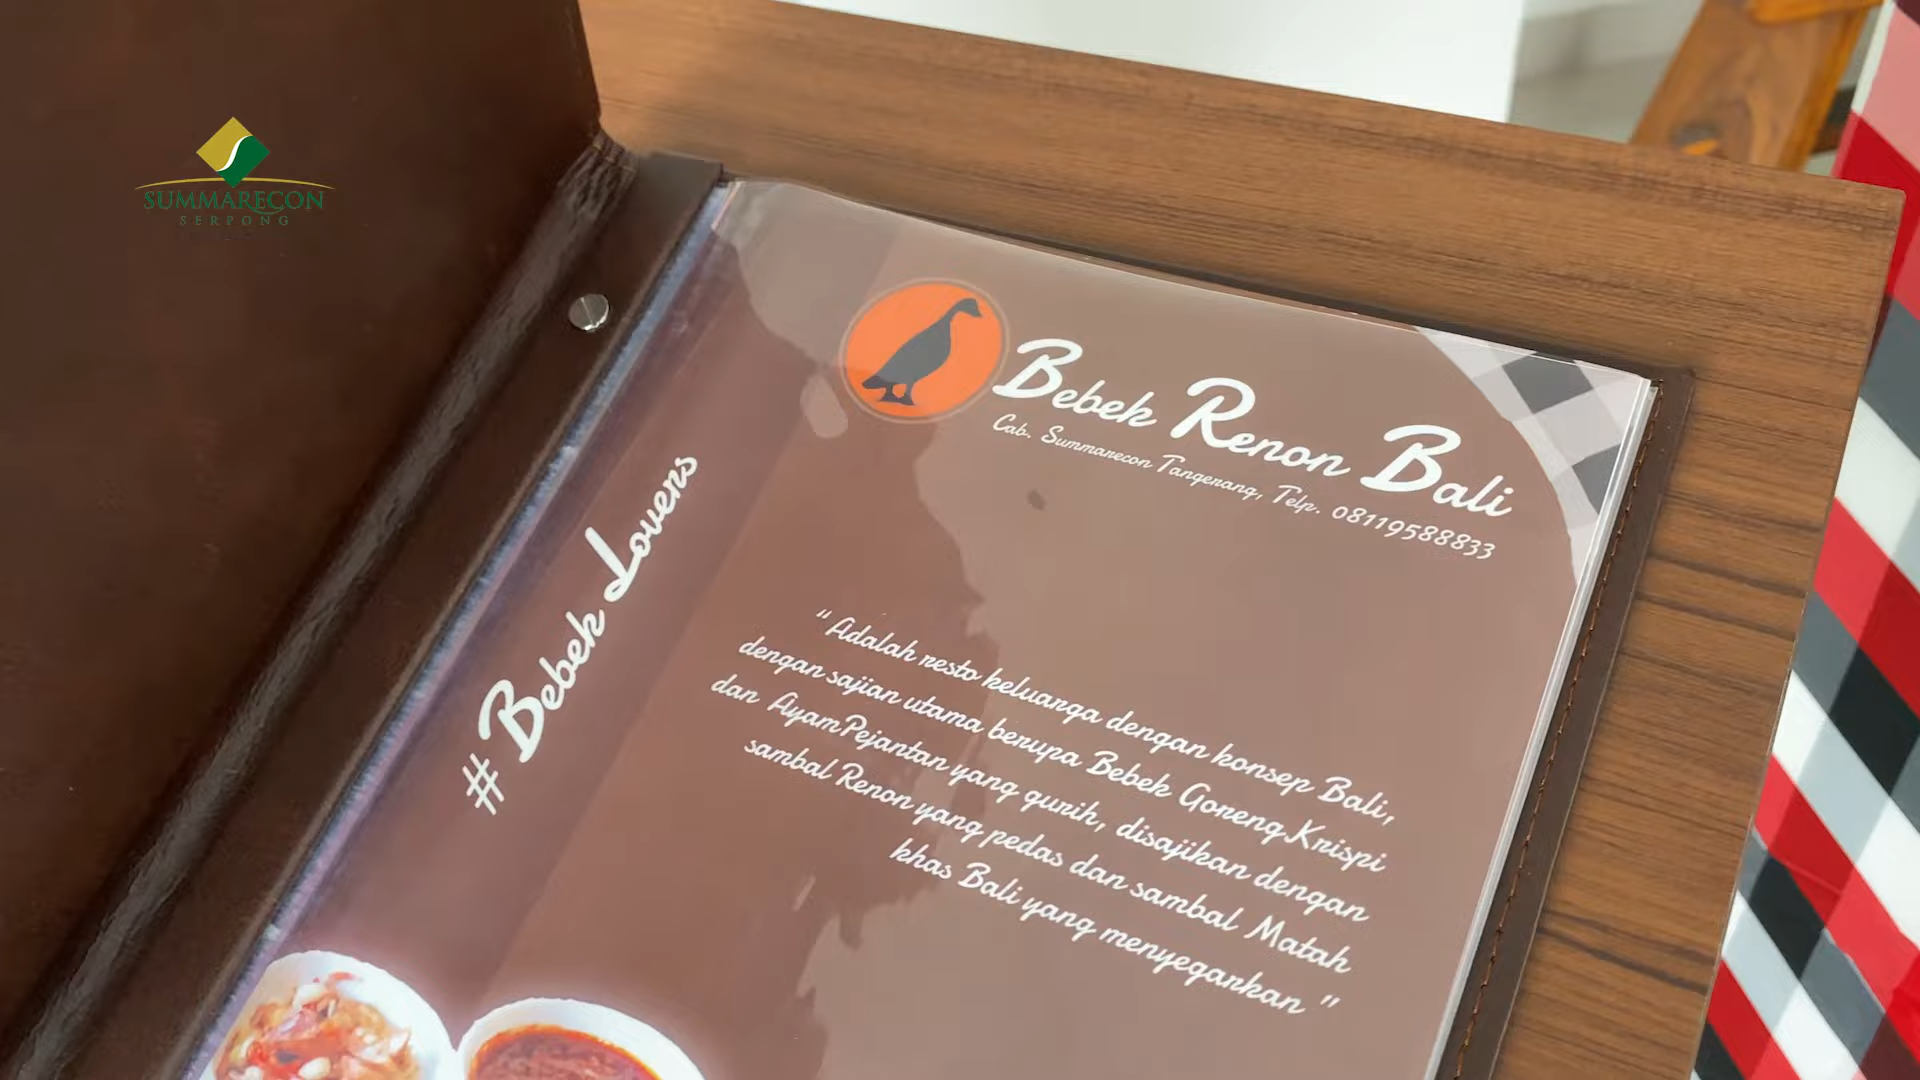 SUMMARECON
SERPONG
Bebek Renon Bali
Cab. Summarecon Tangerang, Telp. 08119588833
# Bebek Lovers
" Adalah resto keluarga dengan konsep Bali,
dengan sajian utama berupa Bebek Goreng Krispi
dan Ayam Pejantan yang gurih, disajikan dengan
sambal Renon yang pedas dan sambal Matah
khas Bali yang menyegarkan "